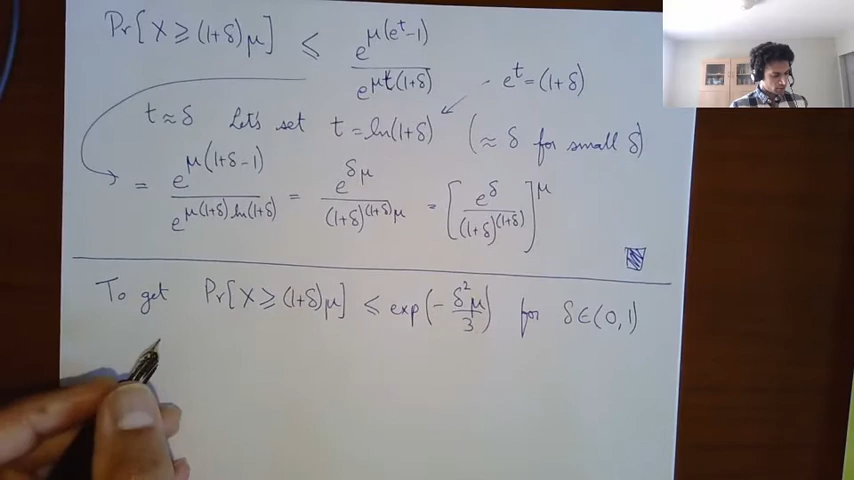 Pr[X ≥ (1+δ)μ] ≤ e^{μ(e^t-1)} / e^{μt(1+δ)}
e^t = (1+δ)
t ≈ δ Let's set t = ln(1+δ) (≈ δ for small δ)
= e^{μ(1+δ-1)} / e^{μ(1+δ)ln(1+δ)} = e^{δμ} / (1+δ)^{(1+δ)μ} = [e^δ / (1+δ)^{(1+δ)}]^μ
To get Pr[X ≥ (1+δ)μ] ≤ exp(-δ²μ/3) for δ∈(0,1)